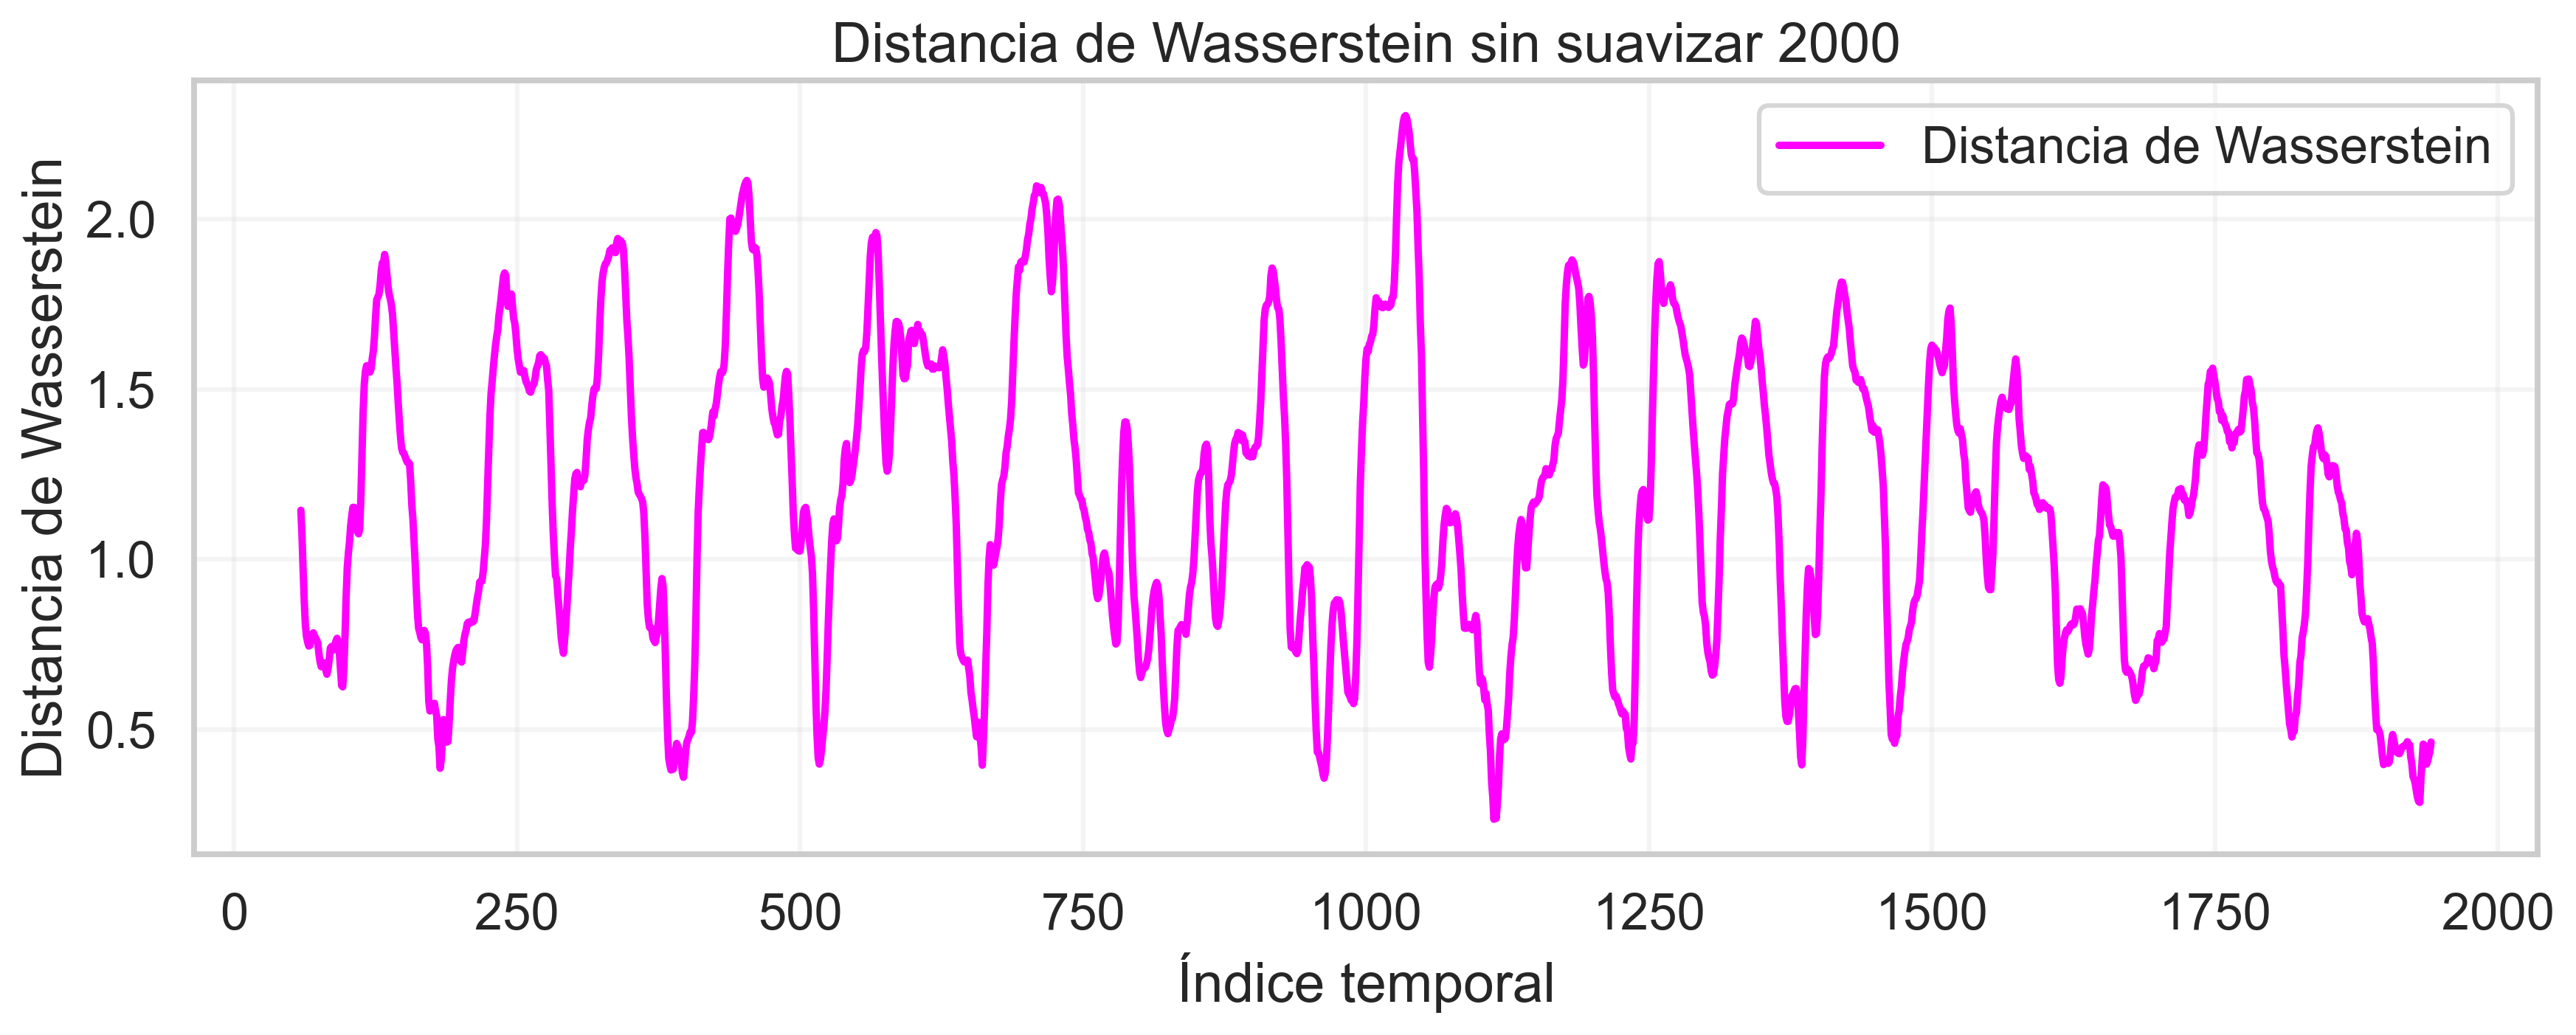 Distancia de Wasserstein sin suavizar 2000
Distancia de Wasserstein
Distancia de Wasserstein
2.0
1.5
1.0
0.5
0 250 500 750 1000 1250 1500 1750 2000
Índice temporal